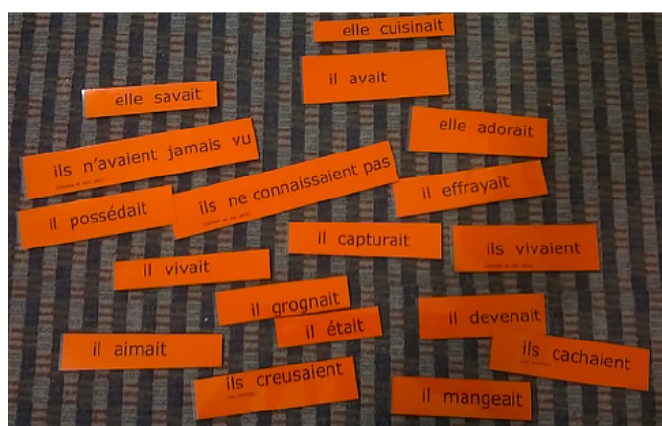 elle cuisinait
il avait
elle savait
elle adorait
ils n'avaient jamais vu
ils ne connaissaient pas
il effrayait
il possédait
il capturait
ils vivaient
il vivait
il grognait
il devenait
il était
il aimait
ils cachaient
ils creusaient
il mangeait